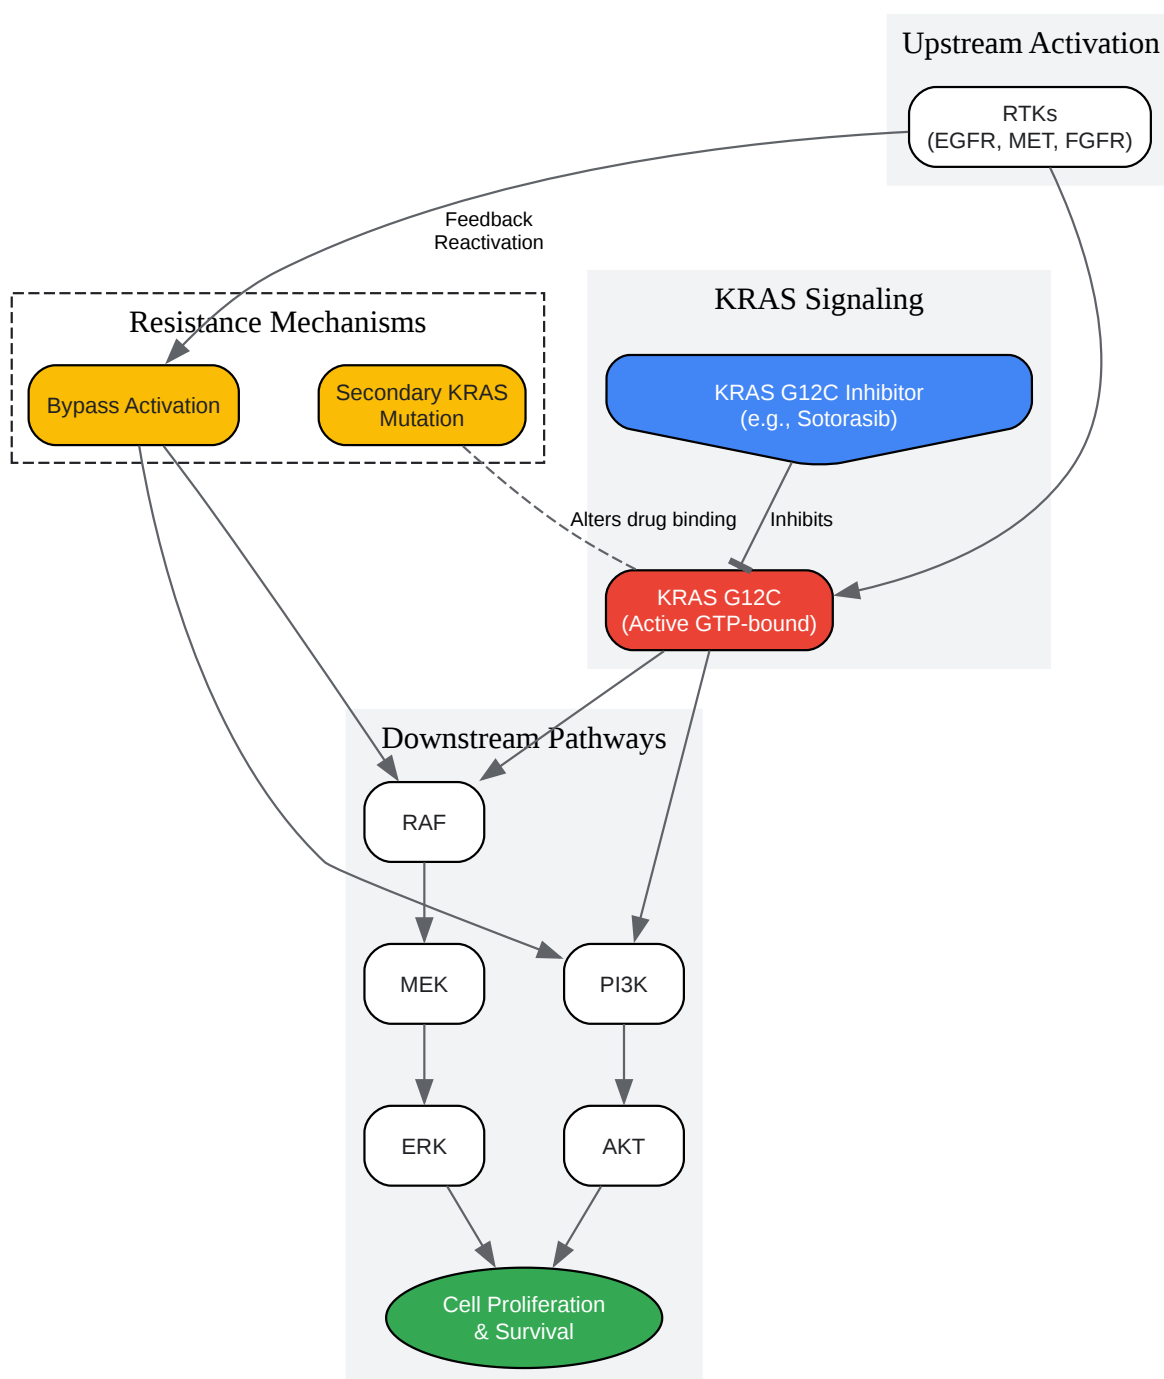 Upstream Activation
RTKs
(EGFR, MET, FGFR)
Feedback
Reactivation
Resistance Mechanisms
Bypass Activation
Secondary KRAS
Mutation
KRAS Signaling
KRAS G12C Inhibitor
(e.g., Sotorasib)
Alters drug binding
Inhibits
KRAS G12C
(Active GTP-bound)
Downstream Pathways
RAF
MEK
PI3K
ERK
AKT
Cell Proliferation
& Survival